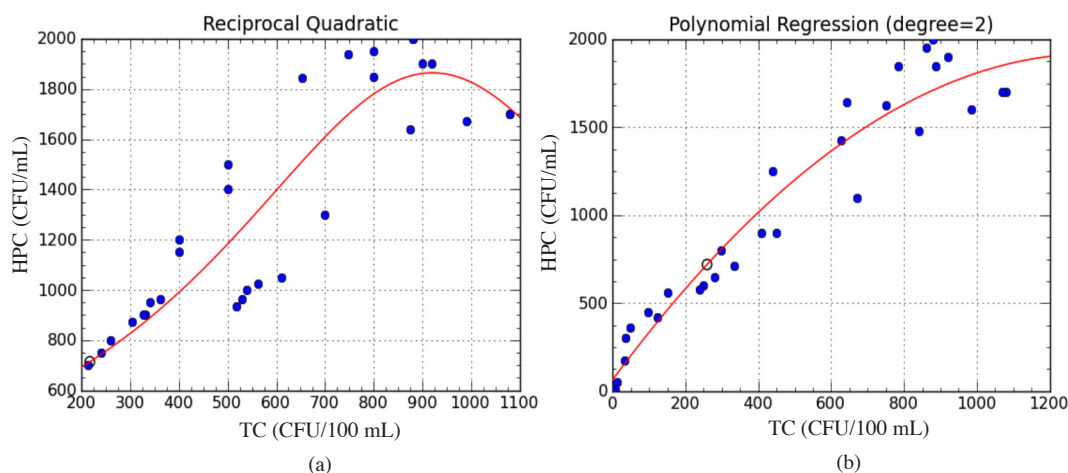 Reciprocal Quadratic
HPC (CFU/mL)
2000
1800
1600
1400
1200
1000
800
600
200 300 400 500 600 700 800 900 1000 1100
TC (CFU/100 mL)
(a)
Polynomial Regression (degree=2)
HPC (CFU/mL)
2000
1500
1000
500
0
0 200 400 600 800 1000 1200
TC (CFU/100 mL)
(b)